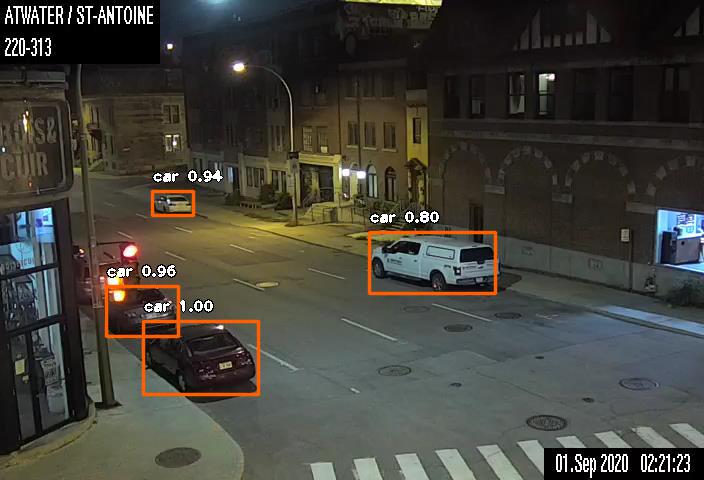 ATWATER / ST-ANTOINE
220-313
CUIR
car 0.94
car 0.80
car 0.96
car 1.00
01.Sep 2020 02:21:23